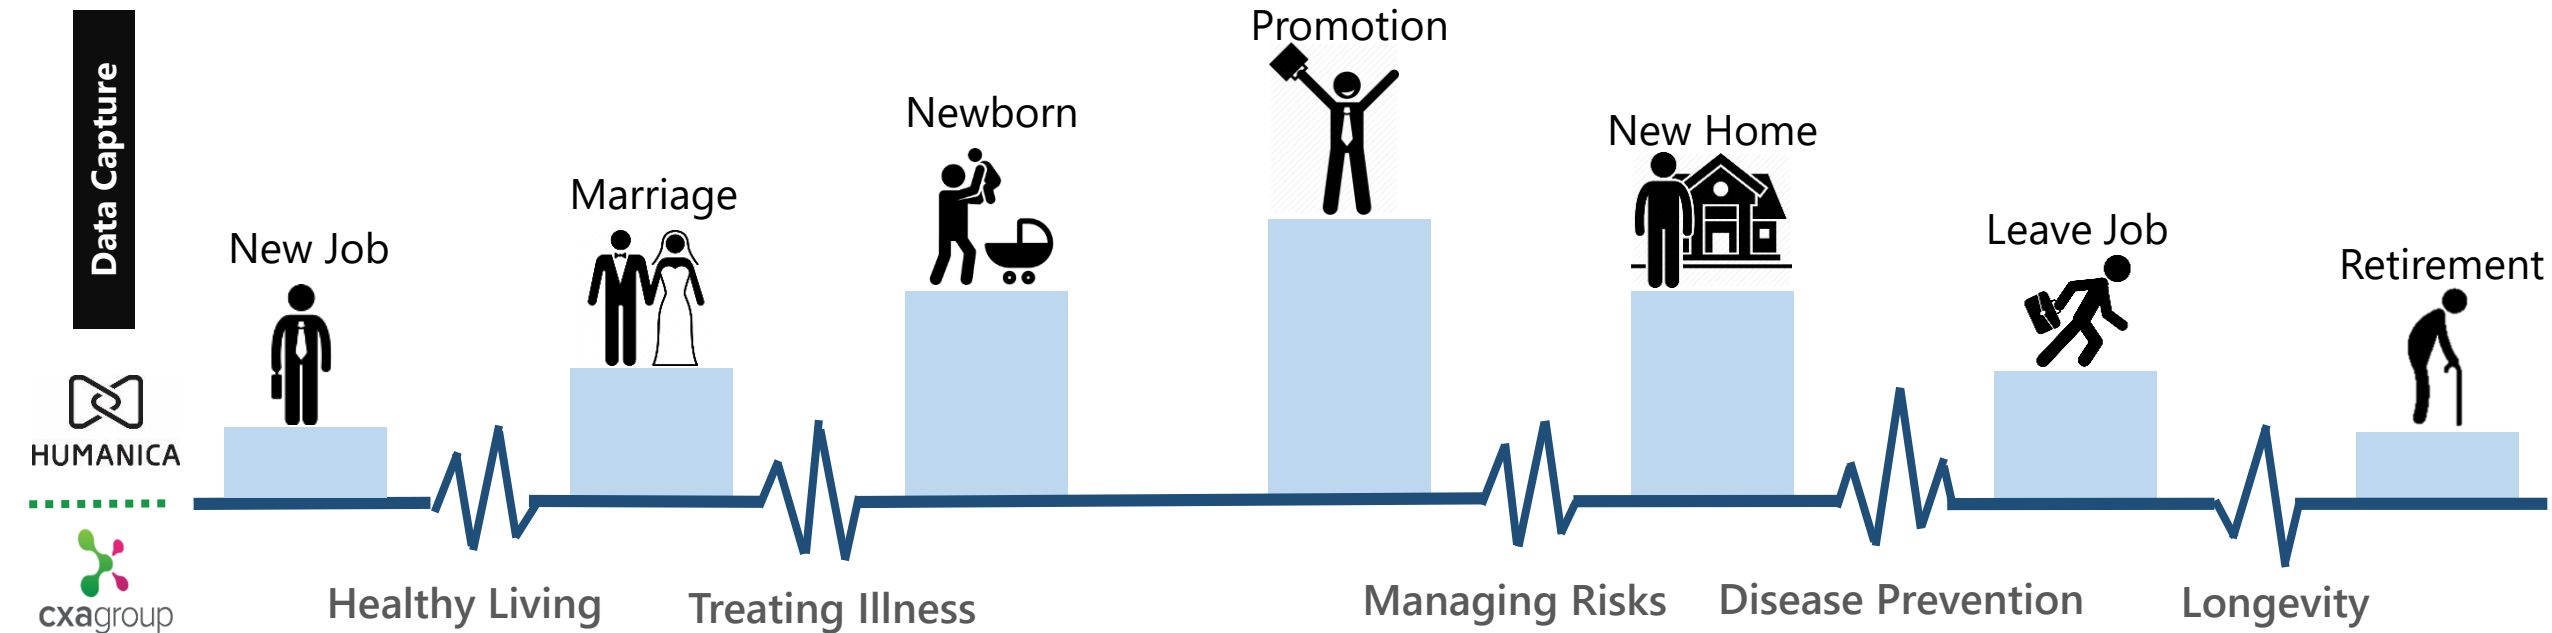 Data Capture
New Job
Marriage
Newborn
Promotion
New Home
Leave Job
Retirement
HUMANICA
cxagroup
Healthy Living
Treating Illness
Managing Risks
Disease Prevention
Longevity